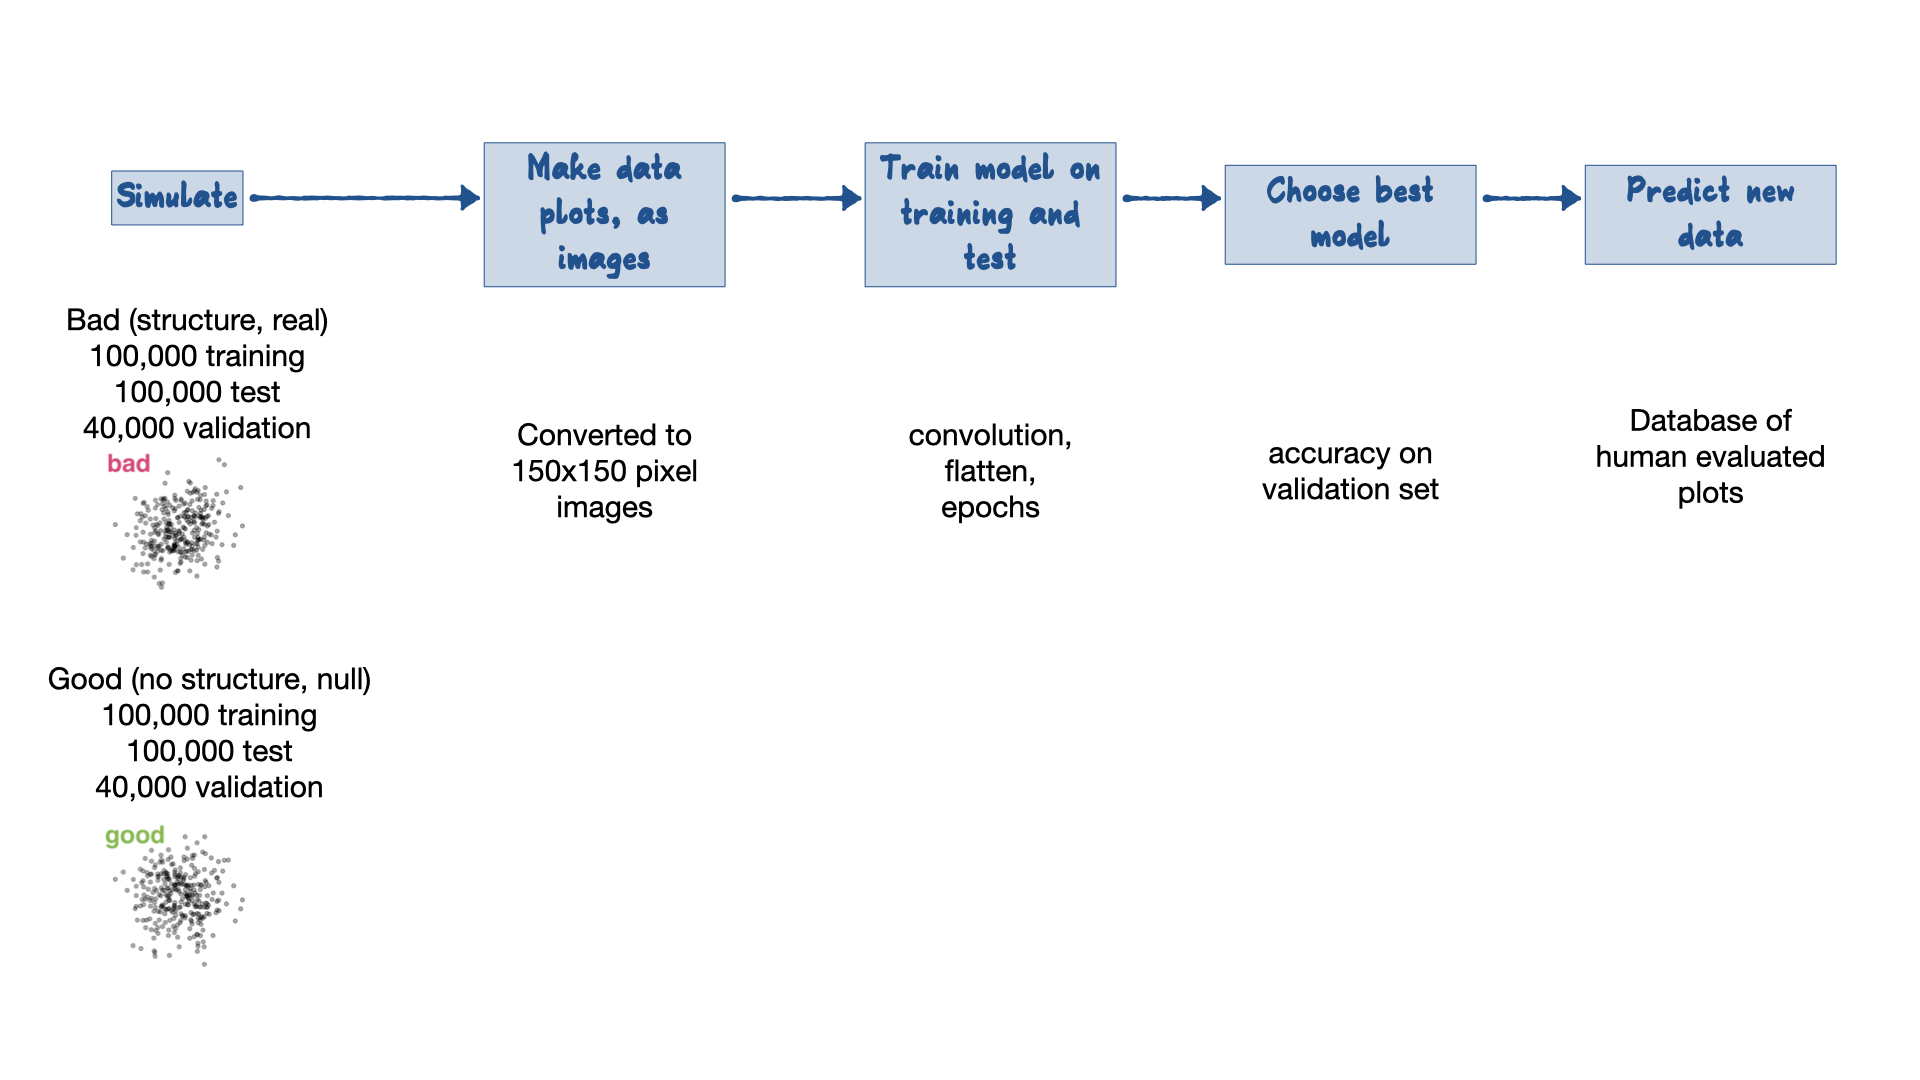 Simulate
Make data
plots, as
images
Train model on
training and
test
Choose best
model
Predict new
data
Bad (structure, real)
100,000 training
100,000 test
40,000 validation
bad
Converted to
150x150 pixel
images
convolution,
flatten,
epochs
accuracy on
validation set
Database of
human evaluated
plots
Good (no structure, null)
100,000 training
100,000 test
40,000 validation
good